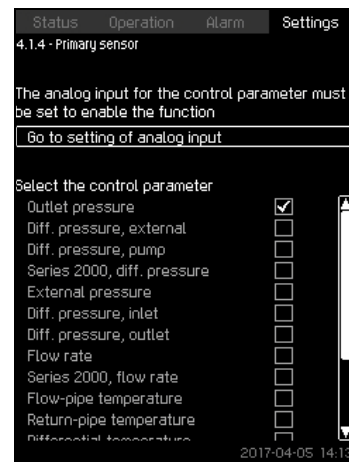 Status Operation Alarm Settings
4.1.4 - Primary sensor
The analog input for the control parameter must
be set to enable the function
Go to setting of analog input
Select the control parameter
Outlet pressure
Diff. pressure, external
Diff. pressure, pump
Series 2000, diff. pressure
External pressure
Diff. pressure, inlet
Diff. pressure, outlet
Flow rate
Series 2000, flow rate
Flow-pipe temperature
Return-pipe temperature
Differential temperature
2017-04-05 14:13